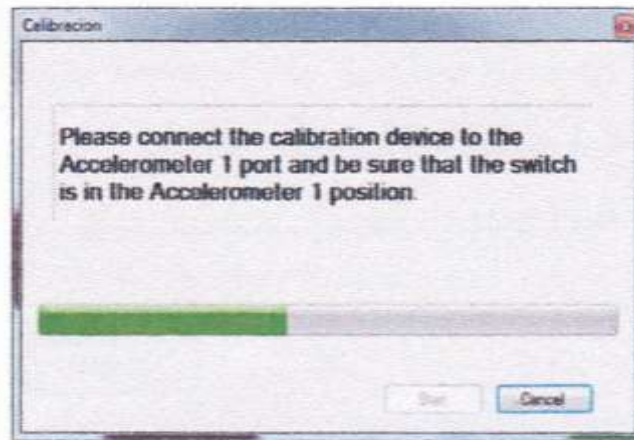 Calibracion
Please connect the calibration device to the
Accelerometer 1 port and be sure that the switch
is in the Accelerometer 1 position.
Start
Cancel